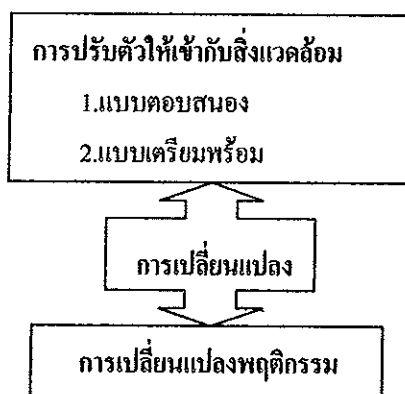 การปรับตัวให้เข้ากับสิ่งแวดล้อม
1.แบบตอบสนอง
2.แบบเตรียมพร้อม
การเปลี่ยนแปลง
การเปลี่ยนแปลงพฤติกรรม